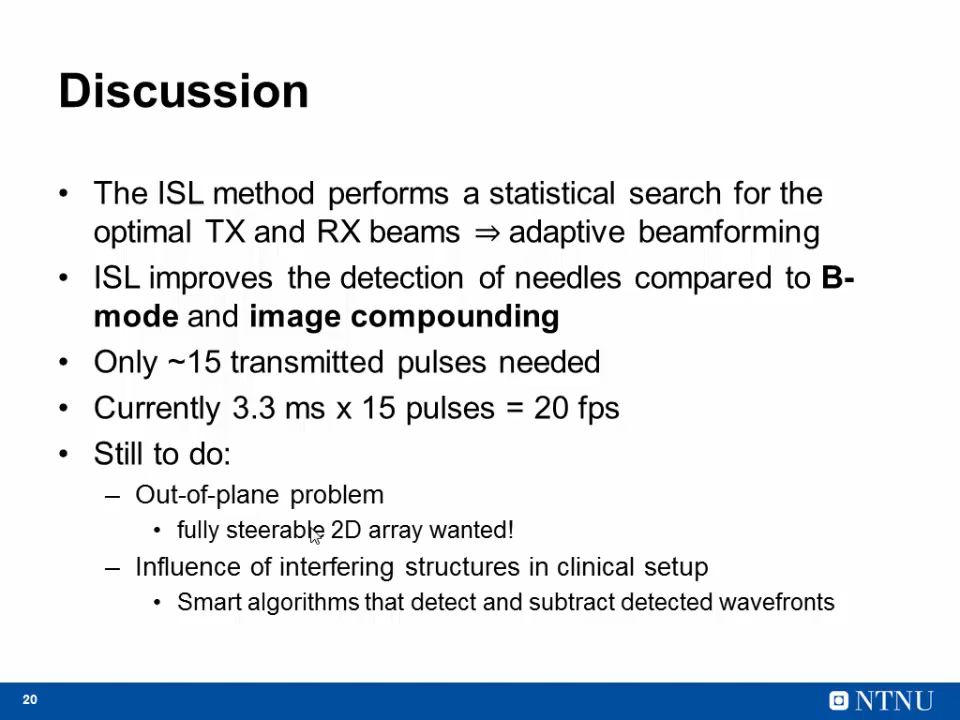 Discussion
• The ISL method performs a statistical search for the
optimal TX and RX beams ⇒ adaptive beamforming
• ISL improves the detection of needles compared to B-
mode and image compounding
• Only ~15 transmitted pulses needed
• Currently 3.3 ms x 15 pulses = 20 fps
• Still to do:
– Out-of-plane problem
• fully steerable 2D array wanted!
– Influence of interfering structures in clinical setup
• Smart algorithms that detect and subtract detected wavefronts
20
NTNU